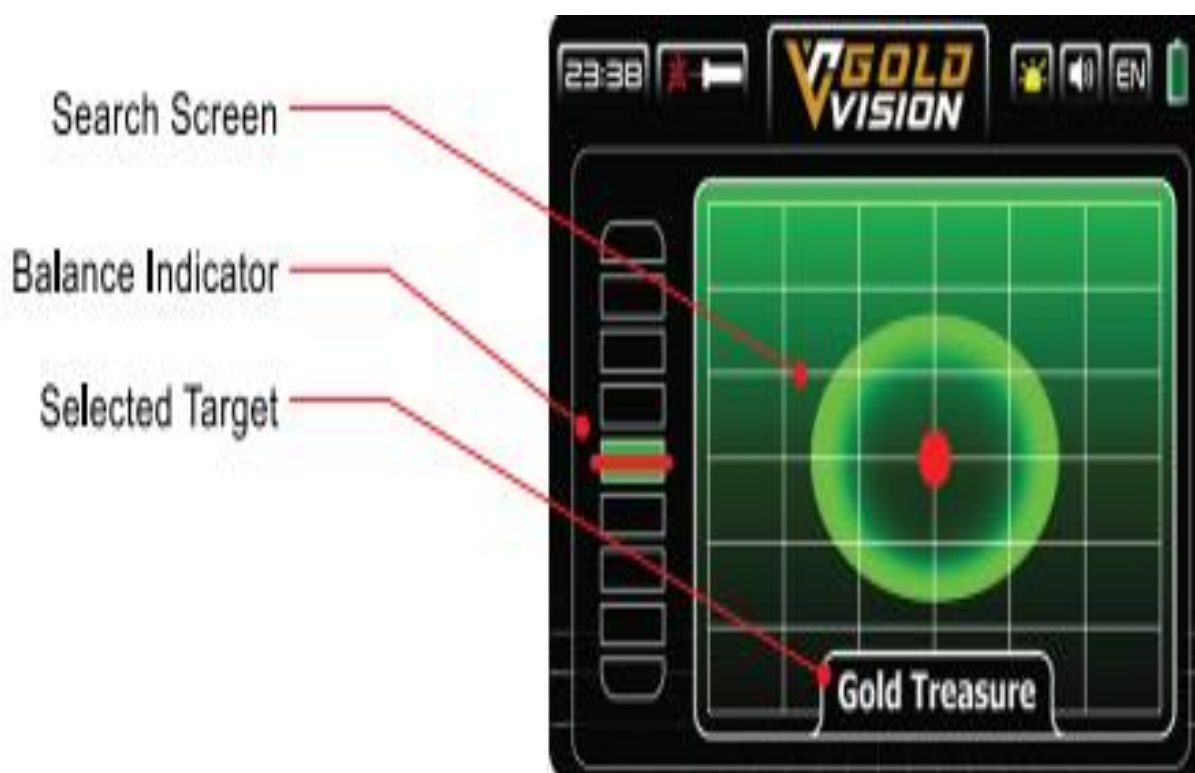 23:38
GOLD
VISION
EN
Search Screen
Balance Indicator
Selected Target
Gold Treasure